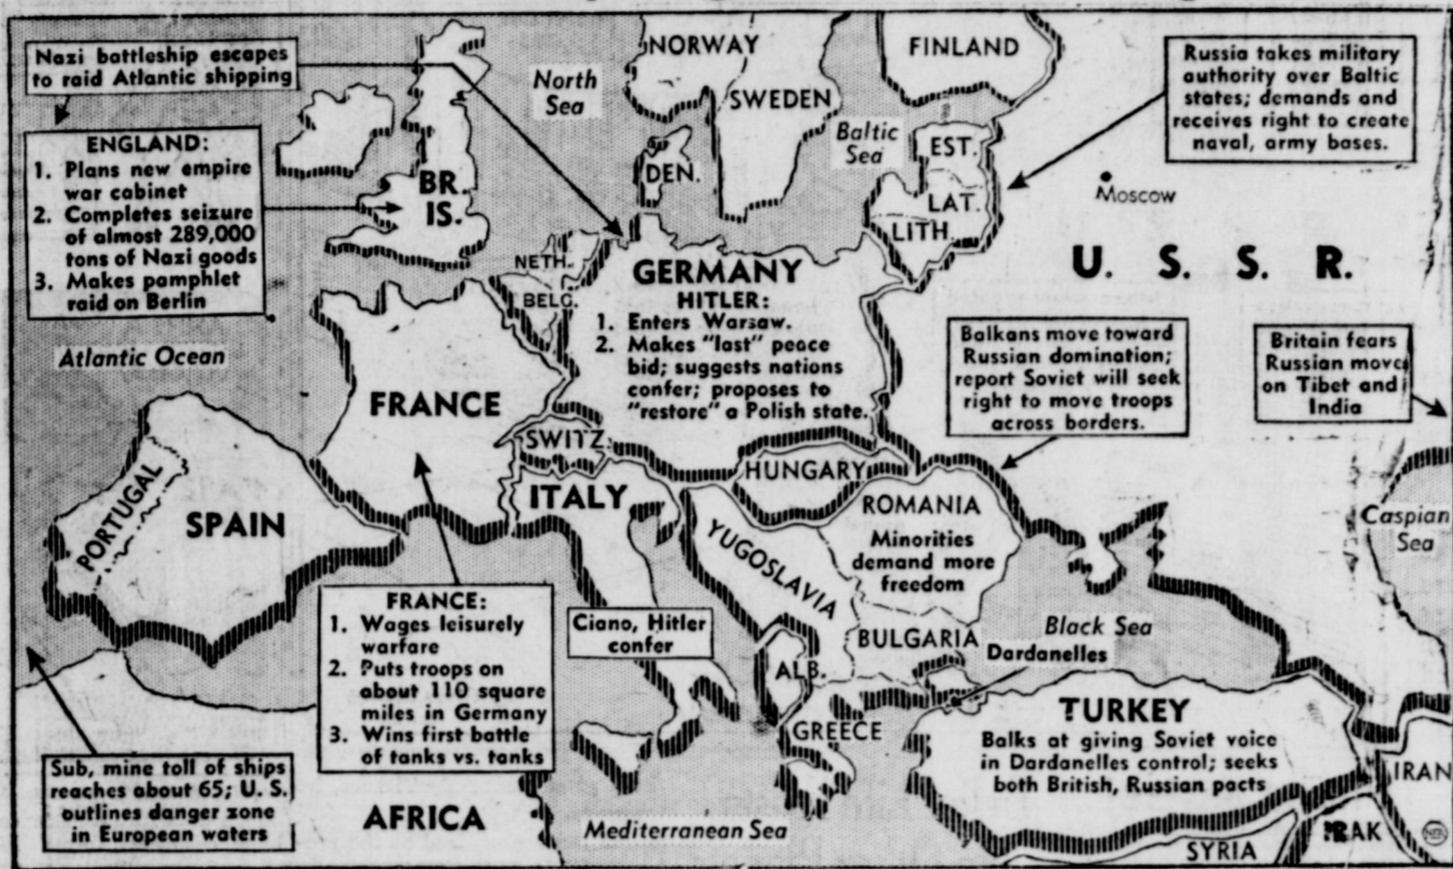 Nazi battleship escapes
to raid Atlantic shipping
ENGLAND:
1. Plans new empire
war cabinet
2. Completes seizure
of almost 289,000
tons of Nazi goods
3. Makes pamphlet
raid on Berlin
North
Sea
NORWAY
SWEDEN
FINLAND
Baltic
Sea
Russia takes military
authority over Baltic
states; demands and
receives right to create
naval, army bases.
EST.
LAT.
LITH.
DEN.
BR.
IS.
Moscow
U. S. S. R.
NETH.
BELG.
GERMANY
HITLER:
1. Enters Warsaw.
2. Makes "last" peace
bid; suggests nations
confer; proposes to
"restore" a Polish state.
Balkans move toward
Russian domination;
report Soviet will seek
right to move troops
across borders.
Britain fears
Russian move
on Tibet and
India
Atlantic Ocean
FRANCE
SWITZ.
HUNGARY
ITALY
PORTUGAL
SPAIN
YUGOSLAVIA
ROMANIA
Minorities
demand more
freedom
Caspian
Sea
FRANCE:
1. Wages leisurely
warfare
2. Puts troops on
about 110 square
miles in Germany
3. Wins first battle
of tanks vs. tanks
Ciano, Hitler
confer
BULGARIA
Black Sea
Dardanelles
ALB.
GREECE
TURKEY
Balks at giving Soviet voice
in Dardanelles control; seeks
both British, Russian pacts
IRAN
IRAK
SYRIA
Sub, mine toll of ships
reaches about 65; U. S.
outlines danger zone
in European waters
AFRICA
Mediterranean Sea
NEA